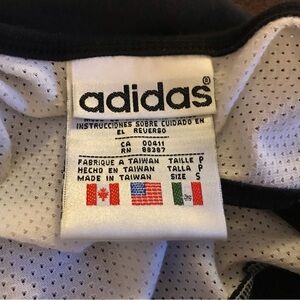 adidas®
INSTRUCCIONES SOBRE CUIDADO EN
EL REVERSO
CA 00411
RN 88387
FABRIQUE A TAIWAN TAILLE P
HECHO EN TAIWAN TALLA P
MADE IN TAIWAN SIZE S